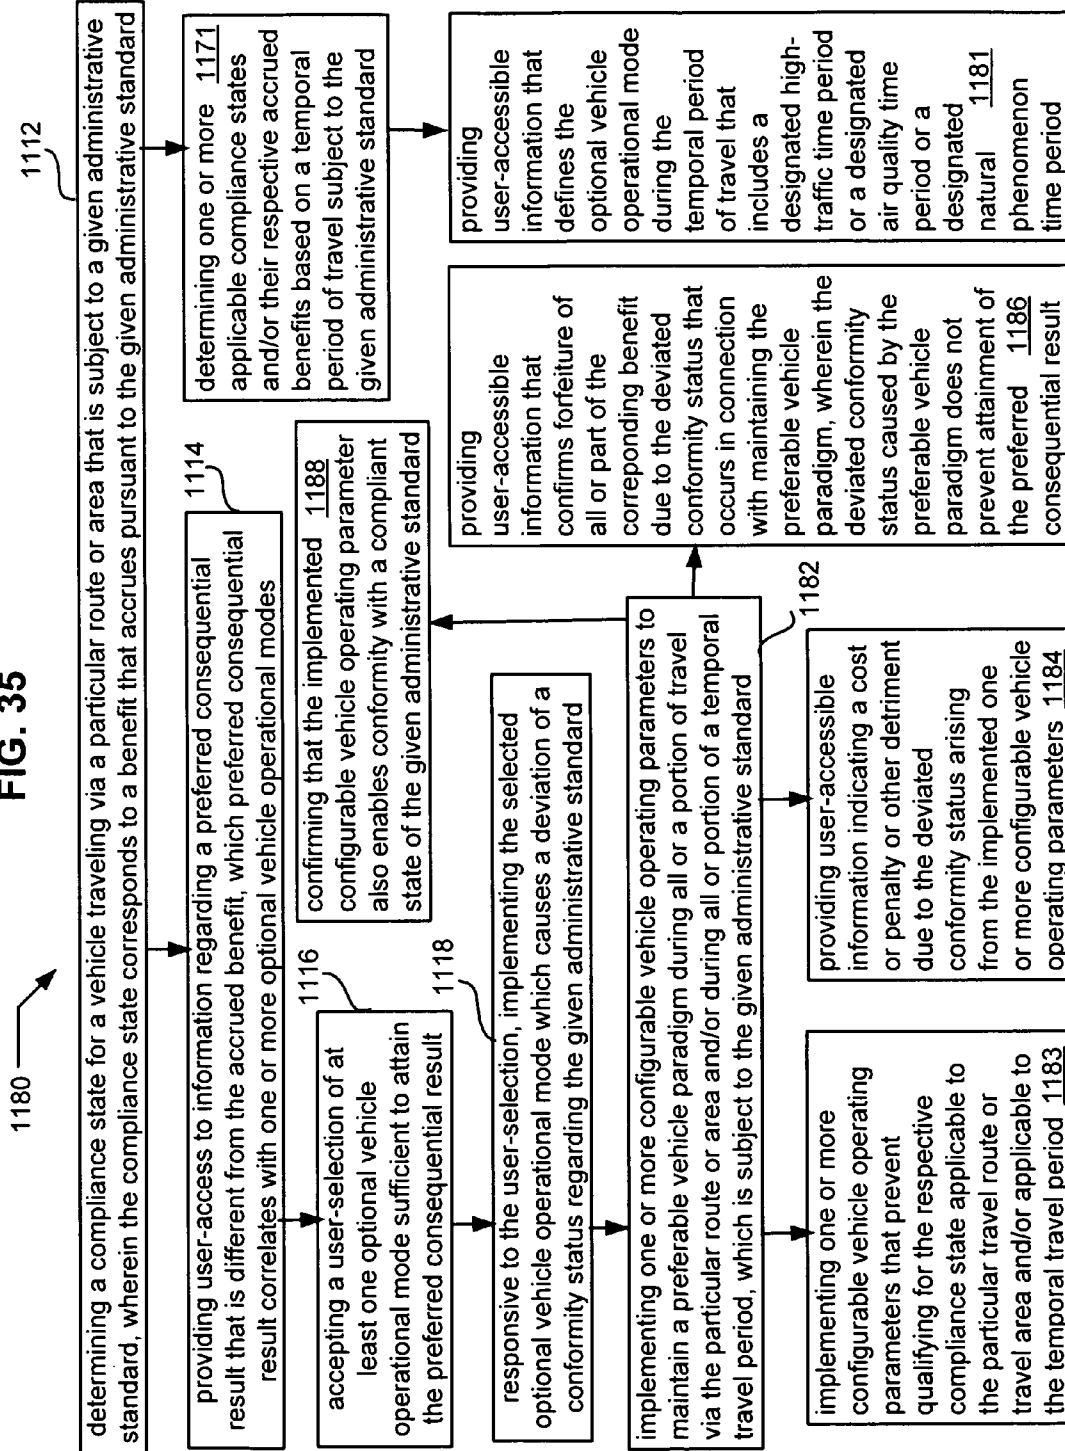 FIG. 35
1180
1112
determining a compliance state for a vehicle traveling via a particular route or area that is subject to a given administrative
standard, wherein the compliance state corresponds to a benefit that accrues pursuant to the given administrative standard
1114
providing user-access to information regarding a preferred consequential
result that is different from the accrued benefit, which preferred consequential
result correlates with one or more optional vehicle operational modes
determining one or more 1171
applicable compliance states
and/or their respective accrued
benefits based on a temporal
period of travel subject to the
given administrative standard
1116
accepting a user-selection of at
least one optional vehicle
operational mode sufficient to attain
the preferred consequential result
confirming that the implemented
configurable vehicle operating parameter 1188
also enables conformity with a compliant
state of the given administrative standard
1118
responsive to the user-selection, implementing the selected
optional vehicle operational mode which causes a deviation of a
conformity status regarding the given administrative standard
implementing one or more configurable vehicle operating parameters to
maintain a preferable vehicle paradigm during all or a portion of travel
via the particular route or area and/or during all or portion of a temporal
travel period, which is subject to the given administrative standard
1182
providing
user-accessible
information that
confirms forfeiture of
all or part of the
correponding benefit
due to the deviated
conformity status that
occurs in connection
with maintaining the
preferable vehicle
paradigm, wherein the
deviated conformity
status caused by the
preferable vehicle
paradigm does not
prevent attainment of
the preferred 1186
consequential result
providing
user-accessible
information that
defines the
optional vehicle
operational mode
during the
temporal period
of travel that
includes a
designated high-
traffic time period
or a designated
air quality time
period or a
designated
natural 1181
phenomenon
time period
implementing one or more
configurable vehicle operating
parameters that prevent
qualifying for the respective
compliance state applicable to
the particular travel route or
travel area and/or applicable to
the temporal travel period 1183
providing user-accessible
information indicating a cost
or penalty or other detriment
due to the deviated
conformity status arising
from the implemented one
or more configurable vehicle
operating parameters 1184